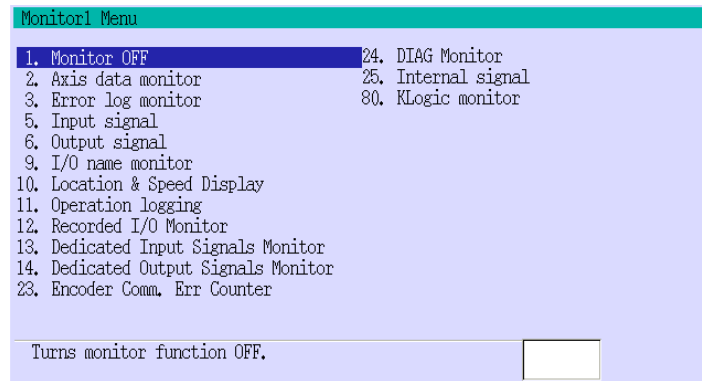 Monitor1 Menu
1. Monitor OFF
2. Axis data monitor
3. Error log monitor
5. Input signal
6. Output signal
9. I/O name monitor
10. Location & Speed Display
11. Operation logging
12. Recorded I/O Monitor
13. Dedicated Input Signals Monitor
14. Dedicated Output Signals Monitor
23. Encoder Comm. Err Counter
24. DIAG Monitor
25. Internal signal
80. KLogic monitor
Turns monitor function OFF.